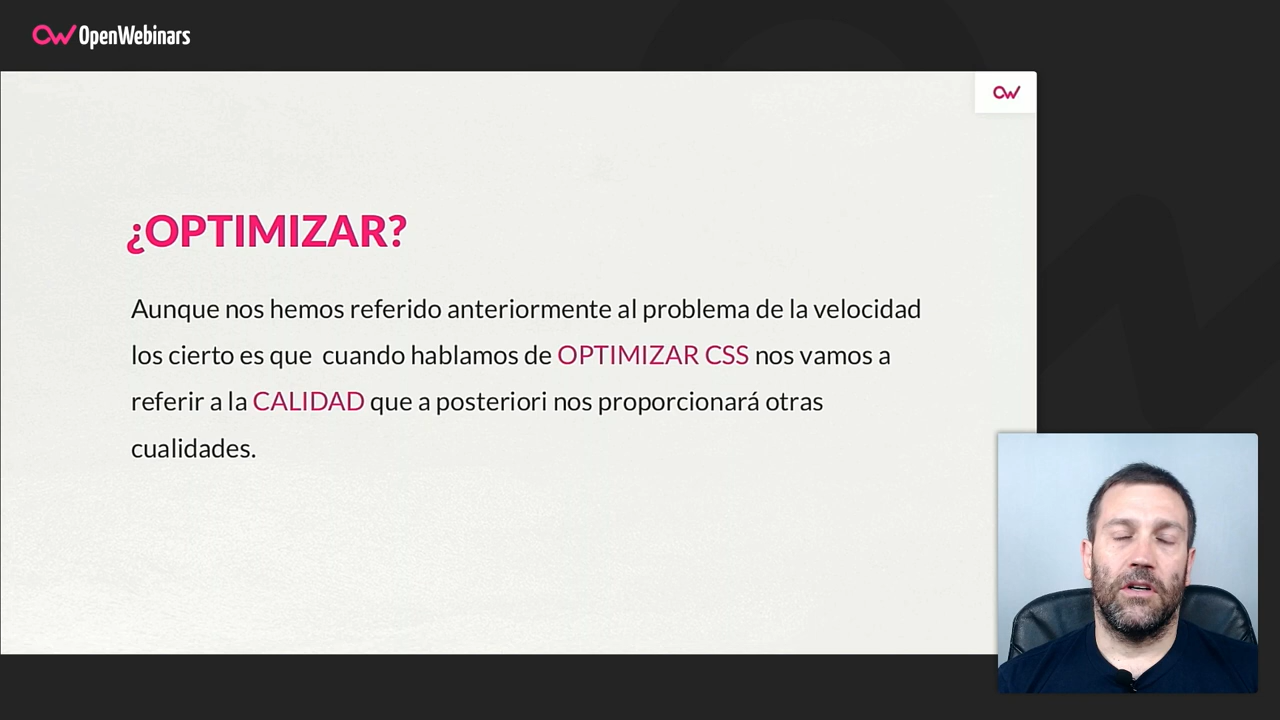 OpenWebinars
¿OPTIMIZAR?
Aunque nos hemos referido anteriormente al problema de la velocidad
los cierto es que  cuando hablamos de OPTIMIZAR CSS nos vamos a
referir a la CALIDAD que a posteriori nos proporcionará otras
cualidades.